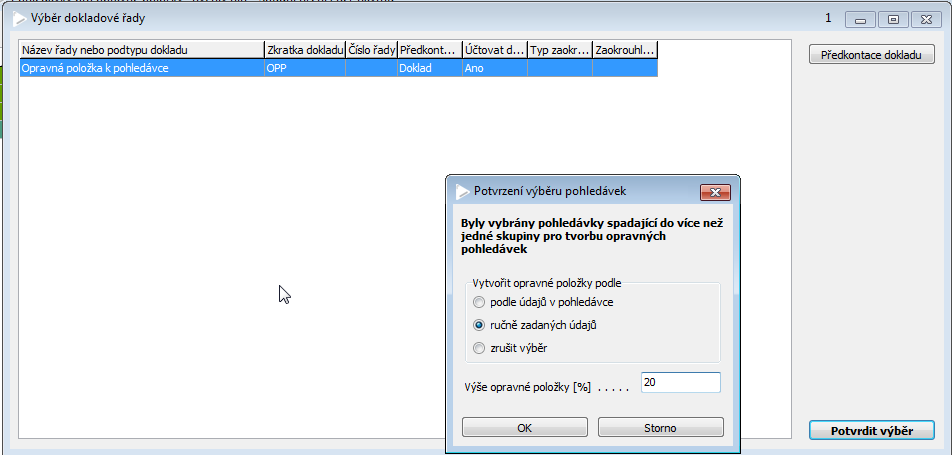 Výběr dokladové řady
1
Název řady nebo podtypu dokladu Zkratka dokladu Číslo řady Předkont... Účtovat d... Typ zaokr... Zaokrouhl...
Opravná položka k pohledávce OPP Doklad Ano
Předkontace dokladu
Potvrzení výběru pohledávek
Byly vybrány pohledávky spadající do více než
jedné skupiny pro tvorbu opravných
pohledávek
Vytvořit opravné položky podle
podle údajů v pohledávce
ručně zadaných údajů
zrušit výběr
Výše opravné položky [%] . . . . . 20
OK Storno
Potvrdit výběr